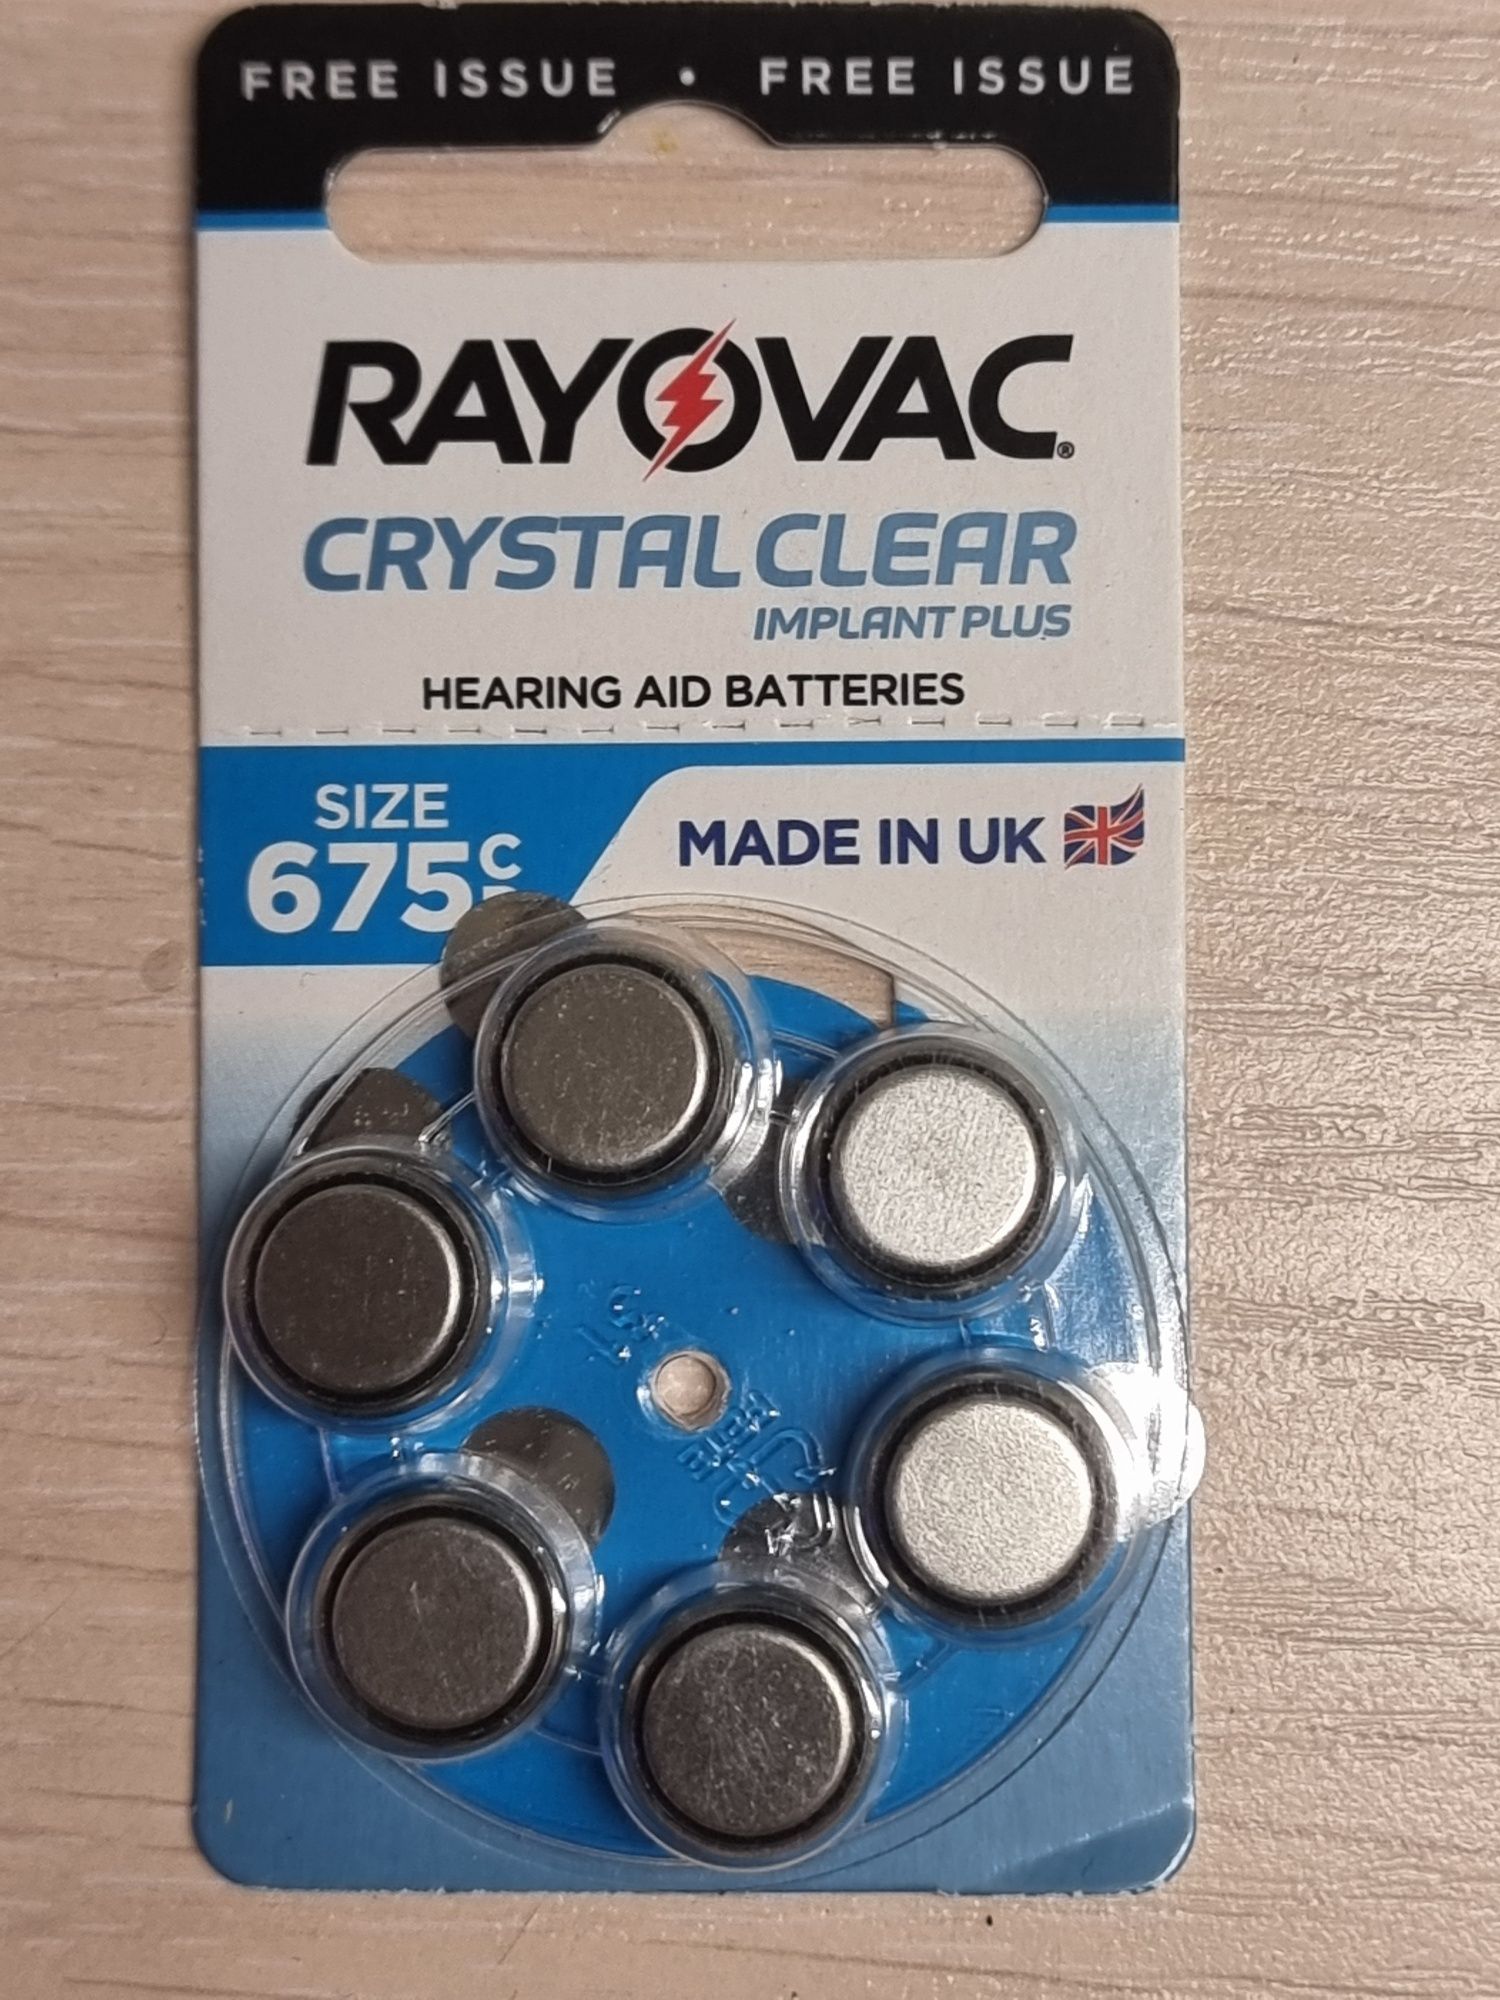 FREE ISSUE • FREE ISSUE
RAYOVAC®
CRYSTAL CLEAR
IMPLANT PLUS
HEARING AID BATTERIES
SIZE
675 C
MADE IN UK